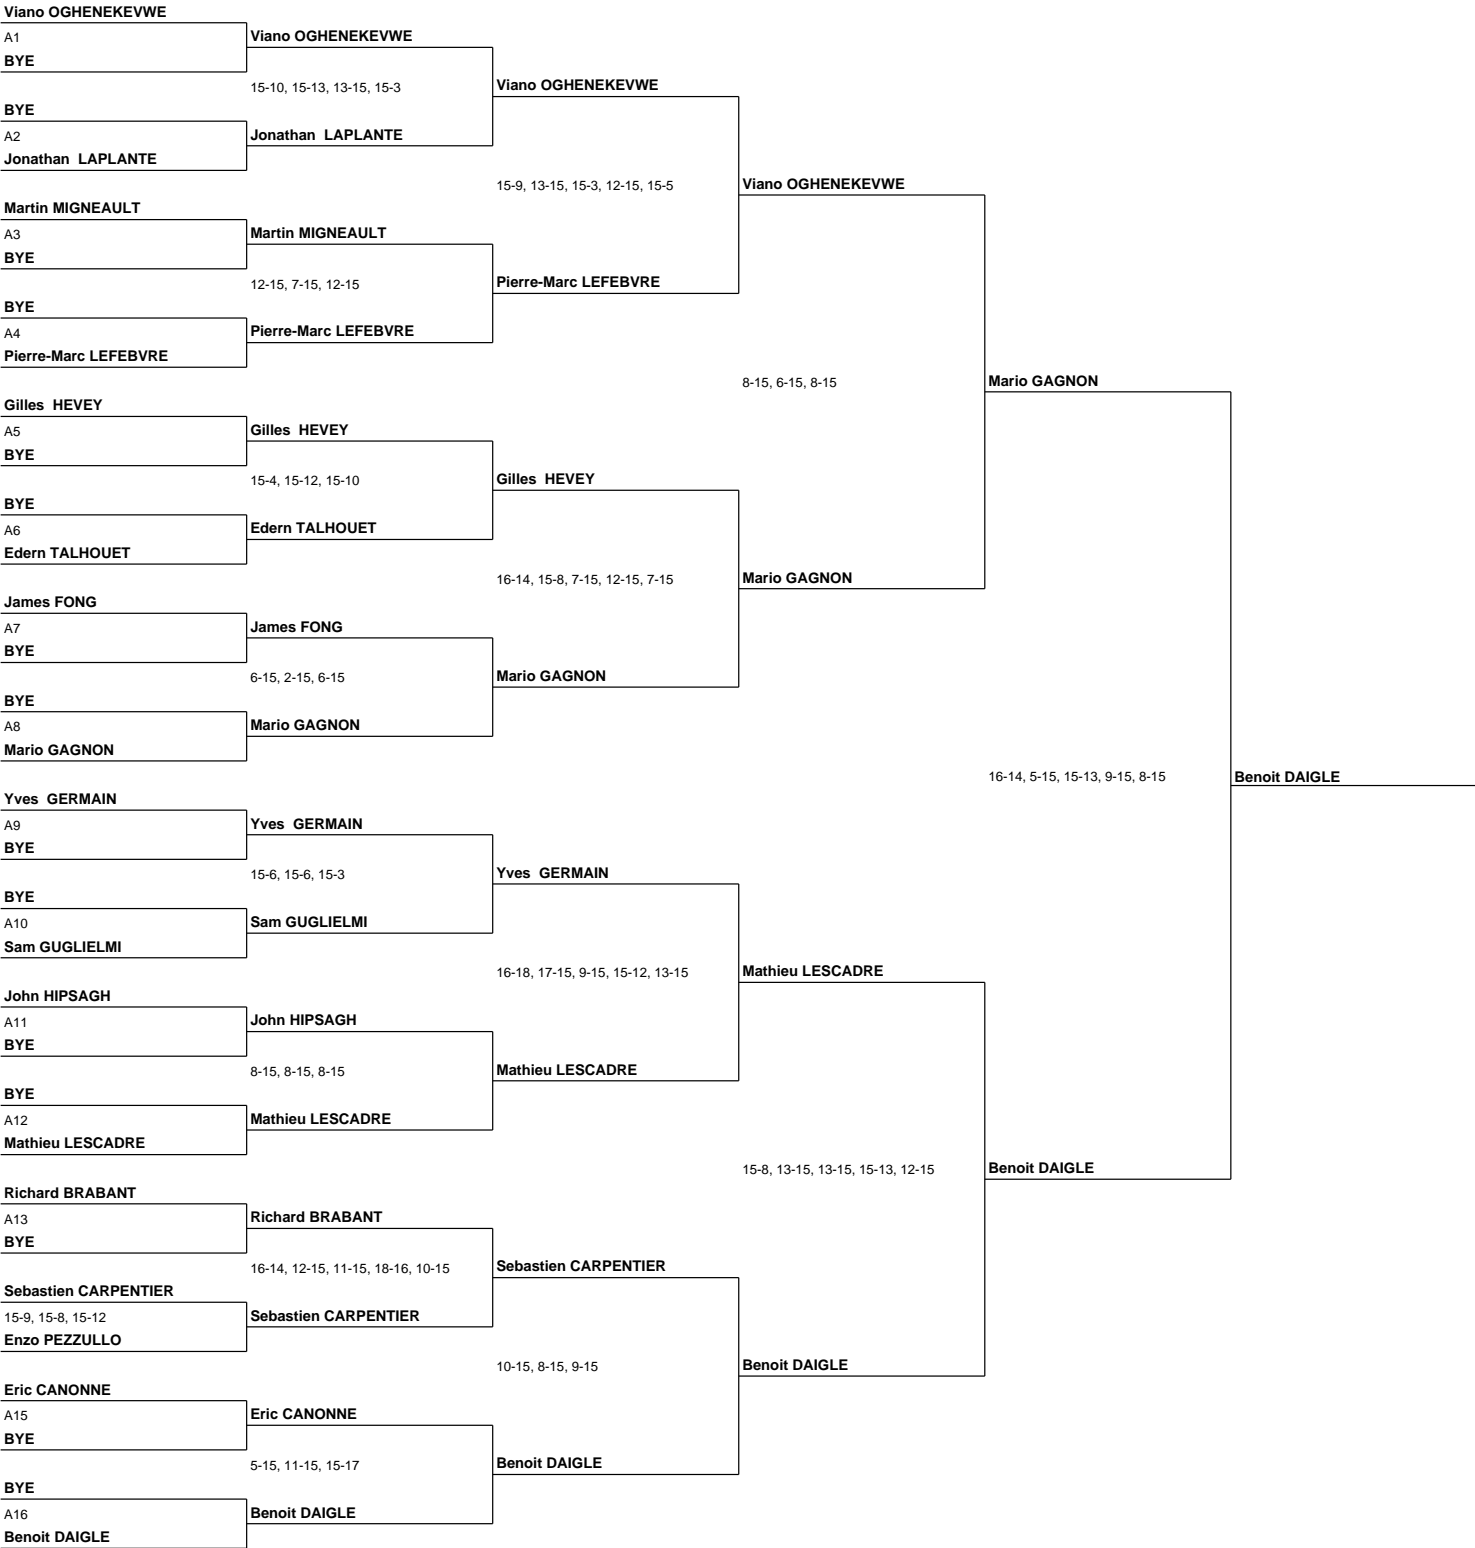 Viano OGHENEKEVWE
A1
BYE
BYE
A2
Jonathan  LAPLANTE
Martin MIGNEAULT
A3
BYE
BYE
A4
Pierre-Marc LEFEBVRE
Gilles  HEVEY
A5
BYE
BYE
A6
Edern TALHOUET
James FONG
A7
BYE
BYE
A8
Mario GAGNON
Yves  GERMAIN
A9
BYE
BYE
A10
Sam GUGLIELMI
John HIPSAGH
A11
BYE
BYE
A12
Mathieu LESCADRE
Richard BRABANT
A13
BYE
Sebastien CARPENTIER
15-9, 15-8, 15-12
Enzo PEZZULLO
Eric CANONNE
A15
BYE
BYE
A16
Benoit DAIGLE
Viano OGHENEKEVWE
15-10, 15-13, 13-15, 15-3
Jonathan  LAPLANTE
Martin MIGNEAULT
12-15, 7-15, 12-15
Pierre-Marc LEFEBVRE
Gilles  HEVEY
15-4, 15-12, 15-10
Edern TALHOUET
James FONG
6-15, 2-15, 6-15
Mario GAGNON
Yves  GERMAIN
15-6, 15-6, 15-3
Sam GUGLIELMI
John HIPSAGH
8-15, 8-15, 8-15
Mathieu LESCADRE
Richard BRABANT
16-14, 12-15, 11-15, 18-16, 10-15
Sebastien CARPENTIER
Eric CANONNE
5-15, 11-15, 15-17
Benoit DAIGLE
Viano OGHENEKEVWE
15-9, 13-15, 15-3, 12-15, 15-5
Pierre-Marc LEFEBVRE
Gilles  HEVEY
16-14, 15-8, 7-15, 12-15, 7-15
Mario GAGNON
Yves  GERMAIN
16-18, 17-15, 9-15, 15-12, 13-15
Mathieu LESCADRE
Sebastien CARPENTIER
10-15, 8-15, 9-15
Benoit DAIGLE
Viano OGHENEKEVWE
8-15, 6-15, 8-15
Mario GAGNON
Mathieu LESCADRE
15-8, 13-15, 13-15, 15-13, 12-15
Benoit DAIGLE
Mario GAGNON
16-14, 5-15, 15-13, 9-15, 8-15
Benoit DAIGLE
Benoit DAIGLE